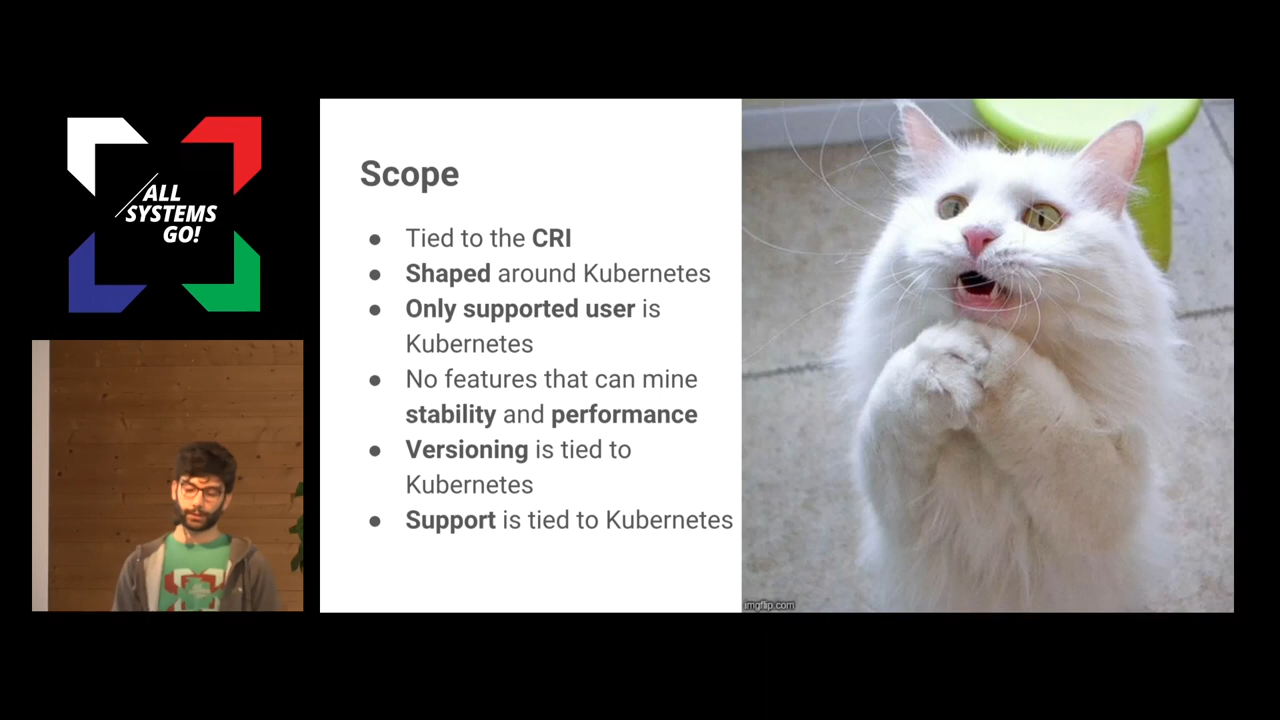 ALL
SYSTEMS
GO!
Scope
● Tied to the CRI
● Shaped around Kubernetes
● Only supported user is
Kubernetes
● No features that can mine
stability and performance
● Versioning is tied to
Kubernetes
● Support is tied to Kubernetes
imgflip.com